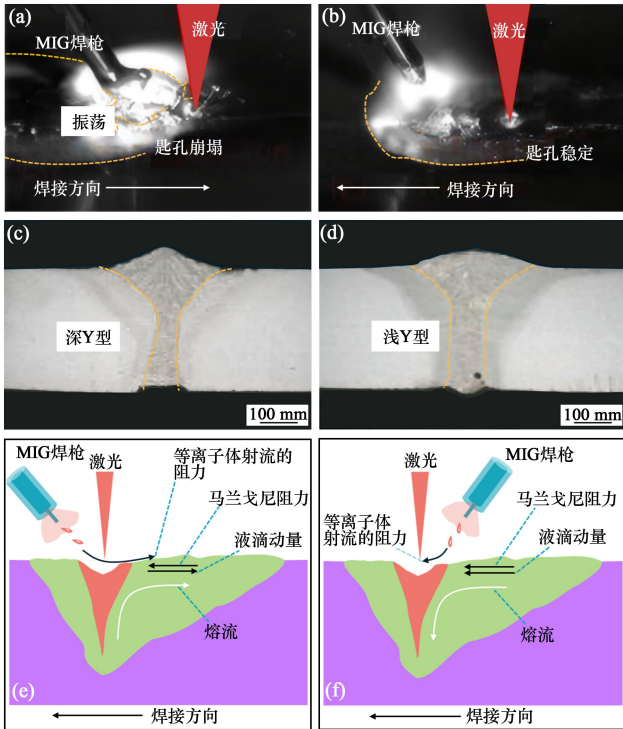 (a)
激光
MIG焊枪
振荡
匙孔崩塌
焊接方向
(b)
激光
MIG焊枪
匙孔稳定
焊接方向
(c)
深Y型
100 mm
(d)
浅Y型
100 mm
MIG焊枪
激光
等离子体射流的
阻力
马兰戈尼阻力
液滴动量
熔流
(e)
焊接方向
激光
MIG焊枪
等离子体
射流的阻力
马兰戈尼阻力
液滴动量
熔流
(f)
焊接方向